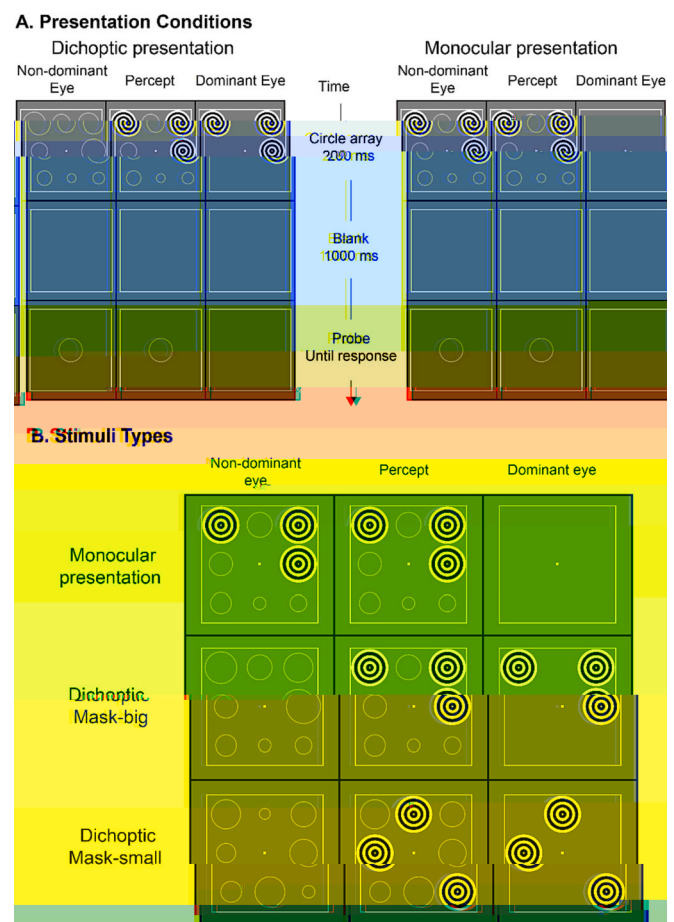 A. Presentation Conditions
Dichoptic presentation
Monocular presentation
Non-dominant
Eye
Percept
Dominant Eye
Time
Non-dominant
Eye
Percept
Dominant Eye
Circle array
2000 ms
Blank
1000 ms
Probe
Until response
B. Stimuli Types
Non-dominant
eye
Percept
Dominant eye
Monocular
presentation
Dichoptic
Mask-big
Dichoptic
Mask-small